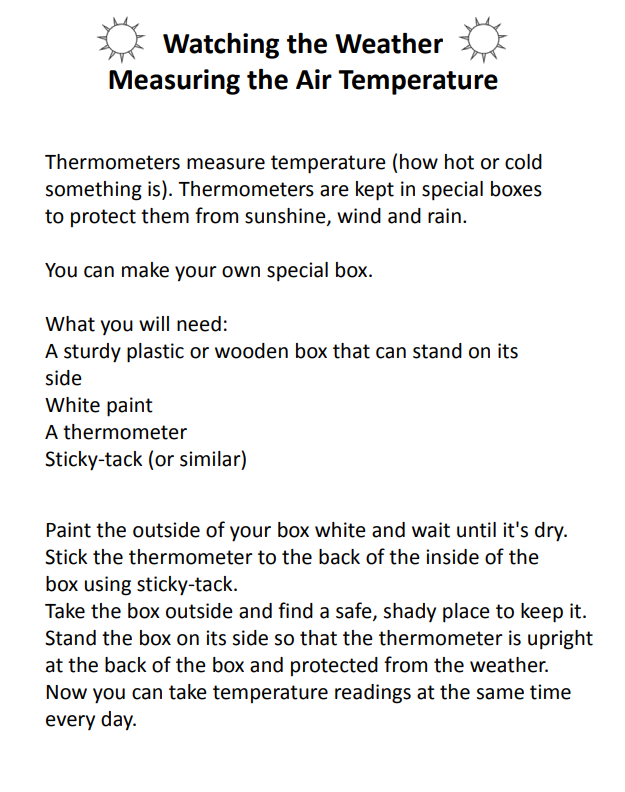 Watching the Weather
Measuring the Air Temperature
Thermometers measure temperature (how hot or cold
something is). Thermometers are kept in special boxes
to protect them from sunshine, wind and rain.
You can make your own special box.
What you will need:
A sturdy plastic or wooden box that can stand on its
side
White paint
A thermometer
Sticky-tack (or similar)
Paint the outside of your box white and wait until it's dry.
Stick the thermometer to the back of the inside of the
box using sticky-tack.
Take the box outside and find a safe, shady place to keep it.
Stand the box on its side so that the thermometer is upright
at the back of the box and protected from the weather.
Now you can take temperature readings at the same time
every day.